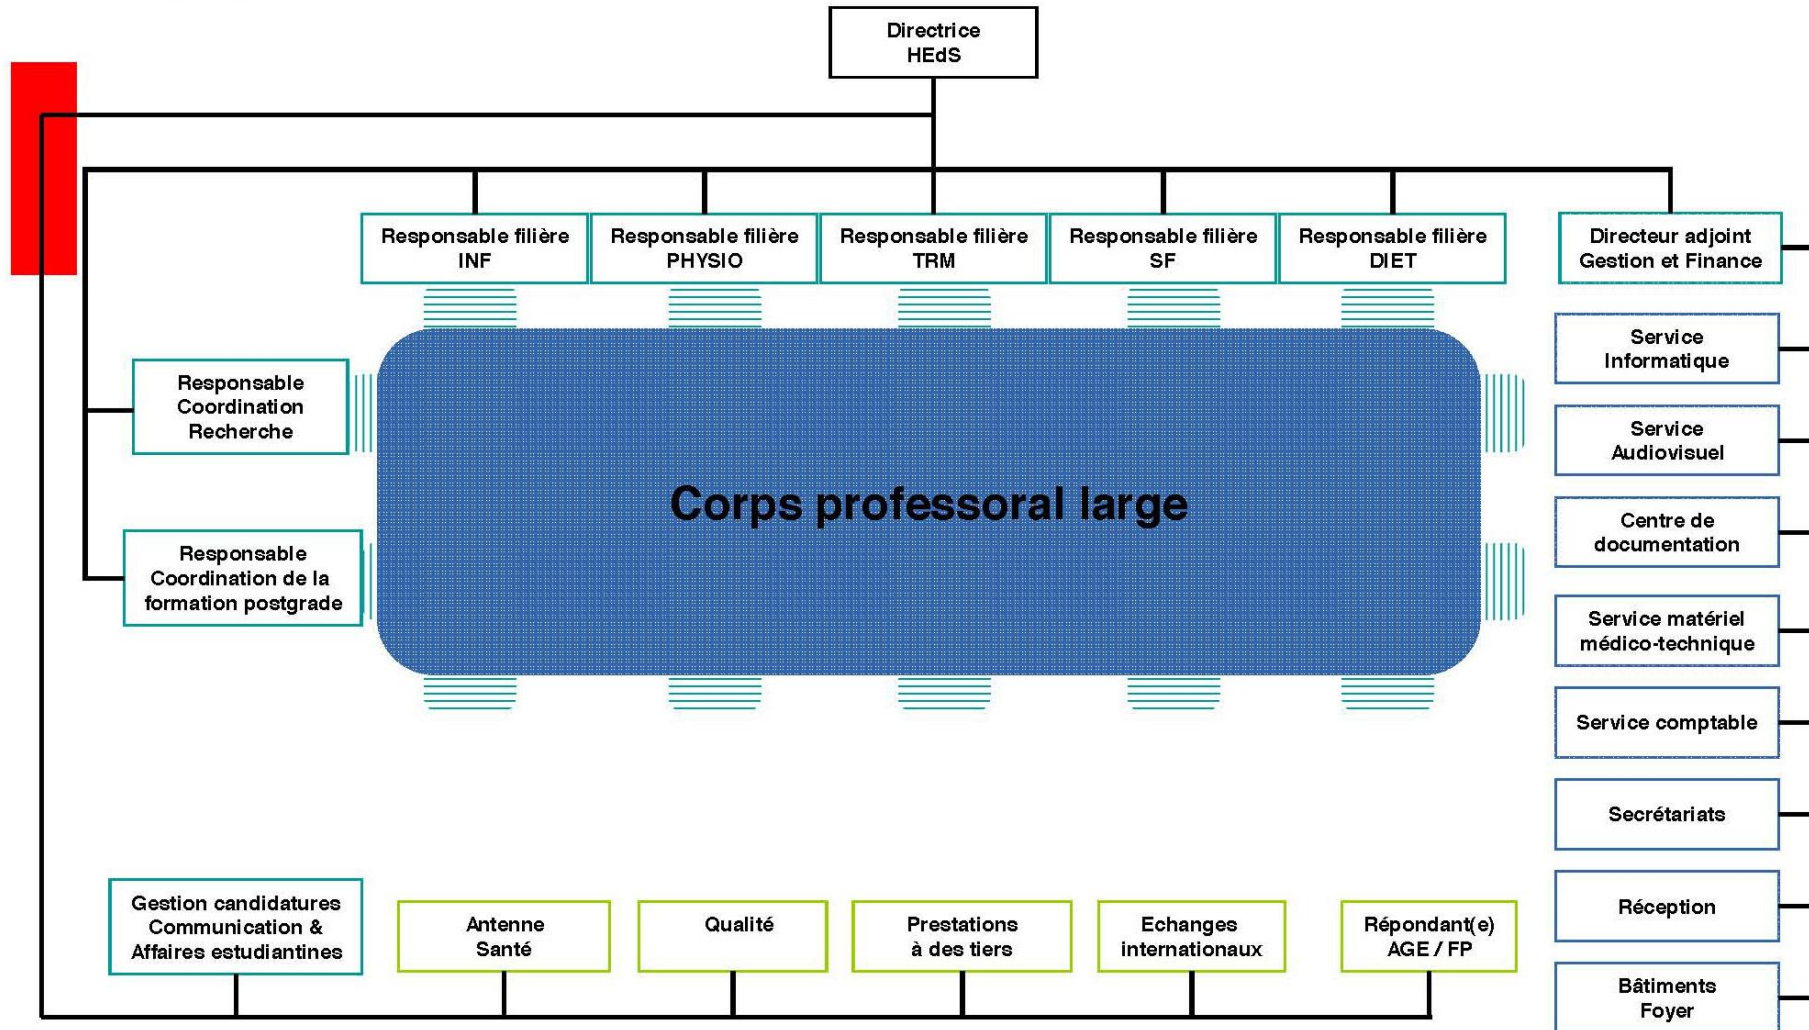 Directrice
HEdS
Responsable filière
INF
Responsable filière
PHYSIO
Responsable filière
TRM
Responsable filière
SF
Responsable filière
DIET
Directeur adjoint
Gestion et Finance
Service
Informatique
Responsable
Coordination
Recherche
Service
Audiovisuel
Corps professoral large
Centre de
documentation
Responsable
Coordination de la
formation postgrade
Service matériel
médico-technique
Service comptable
Secrétariats
Réception
Gestion candidatures
Communication &
Affaires estudiantines
Antenne
Santé
Qualité
Prestations
à des tiers
Echanges
internationaux
Répondant(e)
AGE / FP
Bâtiments
Foyer